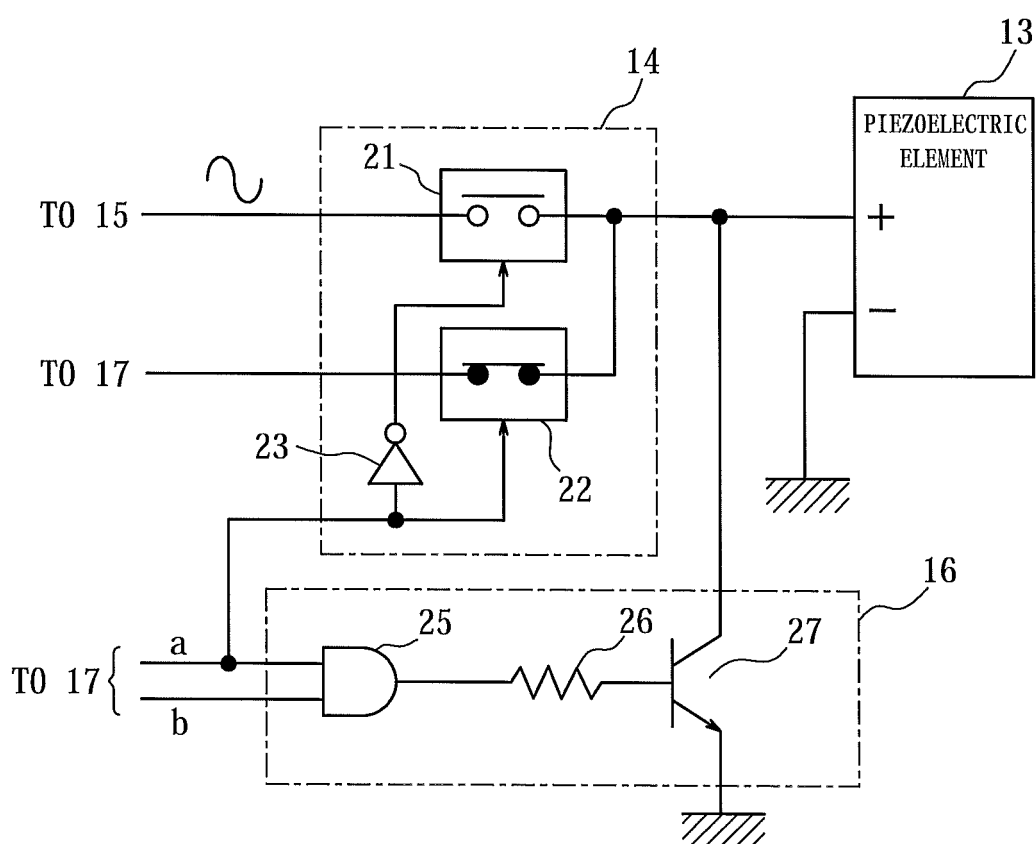 13
14
PIEZOELECTRIC
ELEMENT
21
TO 15
+
−
TO 17
23
22
16
25
26
27
a
TO 17
b